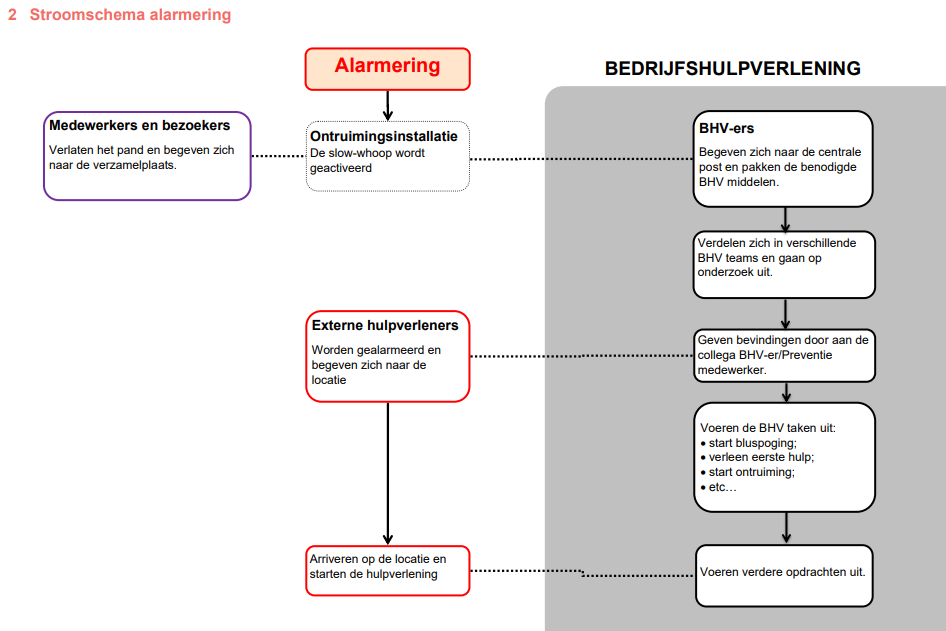 2 Stroomschema alarmering
Alarmering
BEDRIJFSHULPVERLENING
Medewerkers en bezoekers
Verlaten het pand en begeven zich
naar de verzamelplaats.
Ontruimingsinstallatie
De slow-whoop wordt
geactiveerd
BHV-ers
Begeven zich naar de centrale
post en pakken de benodigde
BHV middelen.
Verdelen zich in verschillende
BHV teams en gaan op
onderzoek uit.
Externe hulpverleners
Worden gealarmeerd en
begeven zich naar de
locatie
Geven bevindingen door aan de
collega BHV-er/Preventie
medewerker.
Voeren de BHV taken uit:
• start bluspoging;
• verleen eerste hulp;
• start ontruiming;
• etc…
Arriveren op de locatie en
starten de hulpverlening
Voeren verdere opdrachten uit.